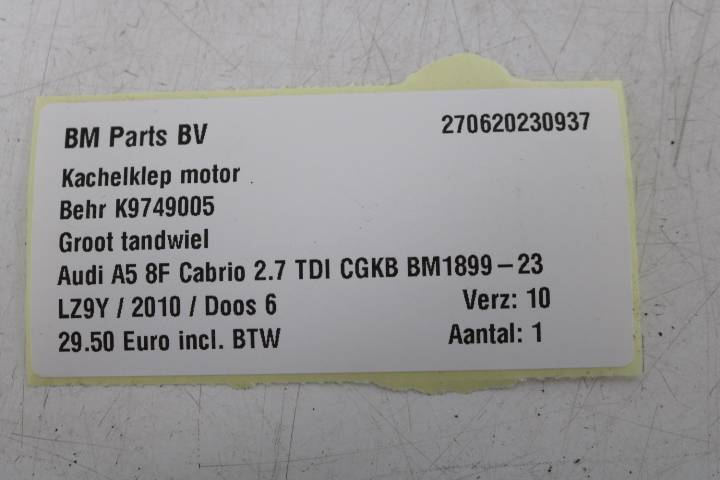 BM Parts BV 270620230937
Kachelklep motor
Behr K9749005
Groot tandwiel
Audi A5 8F Cabrio 2.7 TDI CGKB BM1899-23
LZ9Y / 2010 / Doos 6 Verz: 10
29.50 Euro incl. BTW Aantal: 1